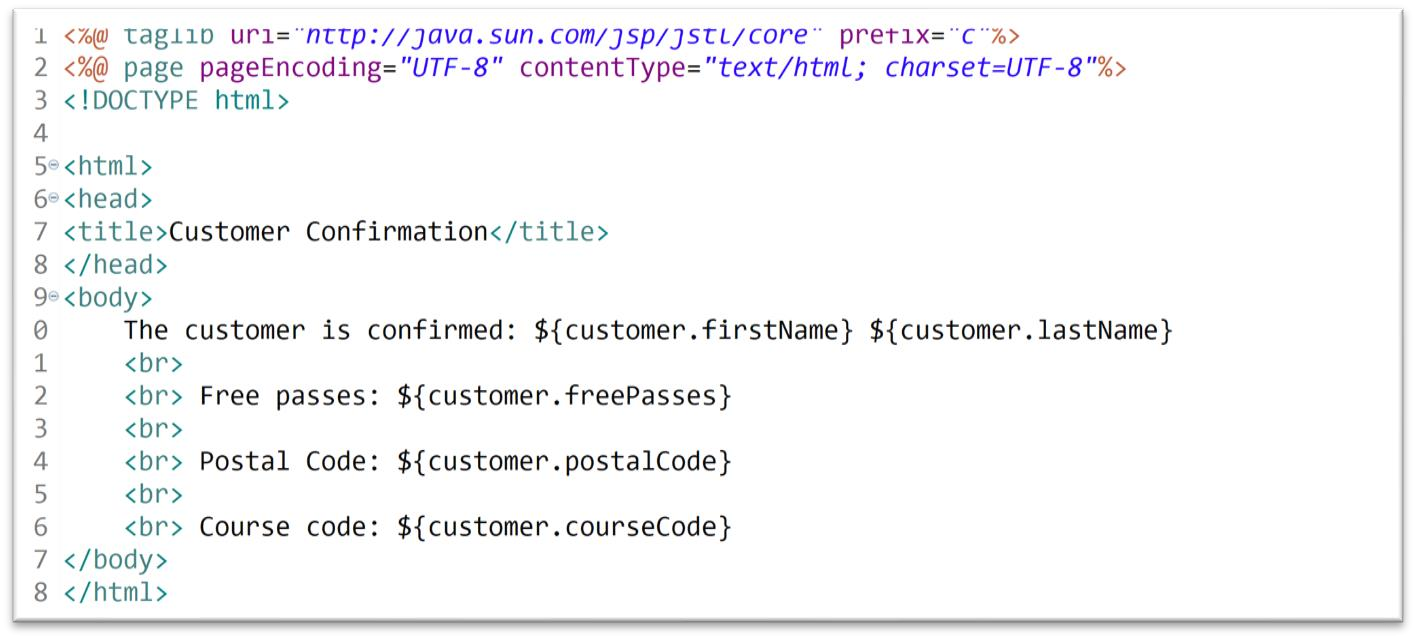 1 <%@ taglib uri="http://java.sun.com/jsp/jstl/core" prefix="c"%>
2 <%@ page pageEncoding="UTF-8" contentType="text/html; charset=UTF-8"%>
3 <!DOCTYPE html>
4
5 <html>
6 <head>
7 <title>Customer Confirmation</title>
8 </head>
9 <body>
0 The customer is confirmed: ${customer.firstName} ${customer.lastName}
1 <br>
2 <br> Free passes: ${customer.freePasses}
3 <br>
4 <br> Postal Code: ${customer.postalCode}
5 <br>
6 <br> Course code: ${customer.courseCode}
7 </body>
8 </html>